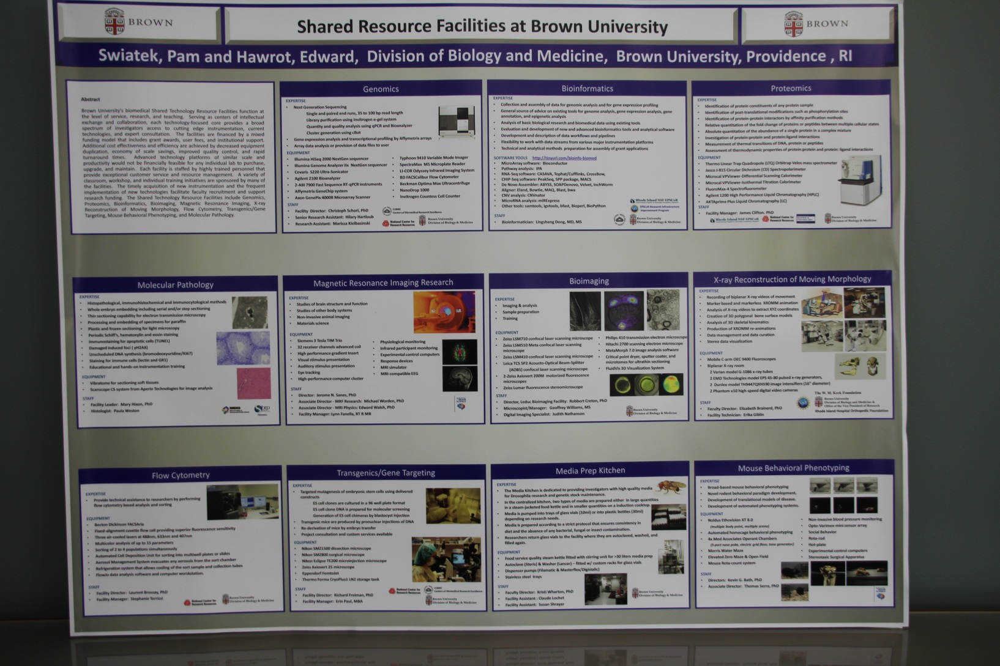 BROWN
Shared Resource Facilities at Brown University
BROWN
Swiatek, Pam and Hawrot, Edward, Division of Biology and Medicine, Brown University, Providence , RI
Abstract
Brown University's biomedical Shared Technology Resource Facilities function at
the level of service, research, and teaching. Serving as centers of intellectual
exchange and collaboration, each technology-focused core provides a broad
spectrum of investigators access to cutting edge instrumentation, current
technologies, and expert consultation. The facilities are financed by a mixed
funding model that includes grant awards, user fees, and institutional support.
Additional cost effectiveness and efficiency are achieved by decreased equipment
duplication, economy of scale savings, improved quality control, and rapid
turnaround times. Advanced technology platforms of similar scale and
productivity would not be financially feasible for any individual lab to purchase,
upgrade, and maintain. Each facility is staffed by highly trained personnel that
provide exceptional customer service and resource management. A variety of
classroom, workshop, and individual training initiatives are sponsored by many of
the facilities. The timely acquisition of new instrumentation and the frequent
implementation of new technologies facilitate faculty recruitment and support
research funding. The Shared Technology Resource Facilities include Genomics,
Proteomics, Bioinformatics, Bioimaging, Magnetic Resonance Imaging, X-ray
Reconstruction of Moving Morphology, Flow Cytometry, Transgenic/Gene
Targeting, Mouse Behavioral Phenotyping, and Molecular Pathology.
Genomics
EXPERTISE
• Next Generation Sequencing
Single and paired end runs, 35 to 100 bp read length
Library purification using Invitrogen e-gel system
Quantity and quality analysis using qPCR and Bioanalyzer
Cluster generation using cBot
• Gene expression analysis and transcriptional profiling by Affymetrix arrays
• Array data analysis or provision of data files to user
EQUIPMENT
• Illumina HiSeq 2000 NextGen sequencer
• Illumina Genome Analyzer IIx NextGen sequencer
• Covaris S220 Ultra-Sonicator
• Agilent 2100 Bioanalyzer
• 2-ABI 7900 Fast Sequence RT-qPCR instruments
• Affymetrix GeneChip system
• Axon GenePix 4000B Microarray Scanner
• Typhoon 9410 Variable Mode Imager
• SpectraMax M5 Microplate Reader
• LI-COR Odyssey Infrared Imaging System
• BD FACSCalibur Flow Cytometer
• Beckman Optima Max Ultracentrifuge
• NanoDrop 1000
• Invitrogen Countess Cell Counter
STAFF
• Facility Director: Christoph Schorl, PhD
• Senior Research Assistant: Hilary Hartlaub
• Research Assistant: Marissa Kielbasinski
COBRE
Centers of Biomedical Research Excellence
National Center for
Research Resources
Brown University
Division of Biology & Medicine
Bioinformatics
EXPERTISE
• Collection and assembly of data for genomic analysis and for gene expression profiling
• General source of advice on existing tools for genome analysis, gene expression analysis, gene
annotation, and epigenetic analysis
• Analysis of basic biological research and biomedical data using existing tools
• Evaluation and development of new and advanced bioinformatics tools and analytical software
• Development and description of data workflows and pipelines
• Flexibility to work with data streams from various major instrumentation platforms
• Technical and analytical methods preparation for assembly of grant applications
SOFTWARE TOOLS http://tinyurl.com/bioinfo-biomed
• MicroArray software: Bioconductor
• Pathway analysis: IPA
• RNA-Seq software: CASAVA, Tophat/Cufflinks, CrossBow,
• CHIP-Seq software: PeakSeq, SPP package, MACS
• De Novo Assembler: ABYSS, SOAPDenovo, Velvet, InchWorm
• Aligner: Eland, Bowtie, MAQ, Blast, bwa
• CNV analysis: CNVnator
• MicroRNA analysis: miRExpress
• Other tools: samtools, igvtools, bfast, Bioperl, BioPython
STAFF
• Bioinformatician: Lingsheng Dong, MD, MS
Rhode Island NSF EPSCoR
EPSCoR Research Infrastructure
Improvement Program
Brown University
Division of Biology & Medicine
Proteomics
EXPERTISE
• Identification of protein constituents of any protein sample
• Identification of post-translational modifications such as phosphorylation sites
• Identification of protein-protein interactors by affinity purification methods
• Relative quantitation of the fold change of proteins or peptides between multiple cellular states
• Absolute quantitation of the abundance of a single protein in a complex mixture
• Investigation of protein:protein and protein:ligand interactions
• Measurement of thermal transitions of DNA, protein or peptides
• Assessment of thermodynamic properties of protein:protein and protein: ligand interactions
EQUIPMENT
• Thermo Linear Trap Quadropole (LTQ) Orbitrap Velos mass spectrometer
• Jasco J-815 Circular Dichroism (CD) Spectropolarimeter
• Microcal VPViewer-Differential Scanning Calorimeter
• Microcal VPViewer-Isothermal Titration Calorimeter
• FluoroMax-4 Spectrofluorometer
• Agilent 1200 High Performance Liquid Chromatography (HPLC)
• AKTAprime Plus Liquid Chromatography (LC)
STAFF
• Facility Manager: James Clifton, PhD
Rhode Island NSF EPSCoR
National Center for
Research Resources
Brown University
Division of Biology & Medicine
Molecular Pathology
EXPERTISE
• Histopathological, immunohistochemical and immunocytological methods
• Whole embryo embedding including serial and/or step sectioning
• Thin sectioning capability for electron transmission microscopy
• Processing and embedding of specimens for paraffin
• Plastic and frozen sectioning for light microscopy
• Periodic Schiff's, hematoxylin and eosin staining
• Immunostaining for apoptotic cells (TUNEL)
• Damaged induced foci ( γH2AX)
• Unscheduled DNA synthesis (bromodeoxyuridine/Ki67)
• Staining for immune cells (lectin and GR1)
• Educational and hands-on instrumentation training
EQUIPMENT
• Vibratome for sectioning soft tissues
• Scanscope CS system from Aperio Technologies for image analysis
STAFF
• Facility Leader: Mary Hixon, PhD
• Histologist: Paula Weston
NIEHS
Magnetic Resonance Imaging Research
EXPERTISE
• Studies of brain structure and function
• Studies of other body systems
• Non-invasive animal imaging
• Materials science
EQUIPMENT
• Siemens 3 Tesla TIM Trio
• 32 receiver channels advanced coil
• High performance gradient insert
• Visual stimulus presentation
• Auditory stimulus presentation
• Eye tracking
• High-performance computer cluster
• Physiological monitoring
• Infrared participant monitoring
• Experimental control computers
• Response devices
• MRI simulator
• MRI-compatible EEG
STAFF
• Director: Jerome N. Sanes, PhD
• Associate Director - MRF Research: Michael Worden, PhD
• Associate Director - MRI Physics: Edward Walsh, PhD
• Facility Manager: Lynn Fanella, RT R MR
Bioimaging
EXPERTISE
• Imaging & analysis
• Sample preparation
• Training
EQUIPMENT
• Zeiss LSM710 confocal laser scanning microscope
• Zeiss LSM510 Meta confocal laser scanning
microscope
• Zeiss LSM410 confocal laser scanning microscope
• Leica TCS SP2 Acousto-Optical Beam-Splitter
(AOBS) confocal laser scanning microscope
• 2-Zeiss Axiovert 200M motorized fluorescence
microscopes
• Zeiss Lumar fluorescence stereomicroscope
• Philips 410 transmission electron microscope
• Hitachi 2700 scanning electron microscope
• MetaMorph 7.0 image analysis software
• Critical point dryer, sputter coater, and
microtomes for ultrathin sectioning
• FluidVis 3D Visualization System
STAFF
• Director, Leduc Bioimaging Facility: Robbert Creton, PhD
• Microscopist/Manager: Geoffrey Williams, MS
• Digital Imaging Specialist: Judith Nathanson
Brown University
Division of Biology & Medicine
X-ray Reconstruction of Moving Morphology
EXPERTISE
• Recording of biplanar X-ray videos of movement
• Marker based and markerless XROMM animation
• Analysis of X-ray videos to extract XYZ coordinates
• Creation of 3D polygonal bone surface models
• Analysis of 3D skeletal kinematics
• Production of XROMM re-animations
• Data management and data curation
• Stereo data visualization
EQUIPMENT
• Mobile C-arm OEC 9400 Fluoroscopes
• Biplanar X-ray room
2 Varian model G-1086 x-ray tubes
2 EMD Technologies model EPS 45-80 pulsed x-ray generators,
2 Dunlee model TH9447QXH590 image intensifiers (16" diameter)
2 Phantom v10 high-speed digital video cameras
STAFF
• Faculty Director: Elizabeth Brainerd, PhD
• Facility Technician: Erika Giblin
The W. M. Keck Foundation
Brown University
Division of Biology & Medicine &
Office of the Vice President of Research
Rhode Island Hospital Orthopedic Foundation
Flow Cytometry
EXPERTISE
• Provide technical assistance to researchers by performing
flow cytometry based analysis and sorting
EQUIPMENT
• Becton Dickinson FACSAria
• Fixed-alignment cuvette flow cell providing superior fluorescence sensitivity
• Three air-cooled lasers at 488nm, 633nm and 407nm
• Multicolor analysis of up to 15 parameters
• Sorting of 2 to 4 populations simultaneously
• Automated Cell Deposition Unit for sorting into multiwell plates or slides
• Aerosol Management System evacuates any aerosols from the sort chamber
• Refrigeration system that allows cooling of the sort sample and collection tubes
• FlowJo data analysis software and computer workstation.
STAFF
• Facility Director: Laurent Brossay, PhD
• Facility Manager: Stephanie Terrizzi
National Center for
Research Resources
Brown University
Division of Biology & Medicine
Transgenics/Gene Targeting
EXPERTISE
• Targeted mutagenesis of embryonic stem cells using delivered
constructs
ES cell clones are cultured in a 96 well plate format
ES cell clone DNA is prepared for molecular screening
Generation of ES cell chimeras by blastocyst injection
• Transgenic mice are produced by pronuclear injections of DNA
• Re-derivation of mice by embryo transfer
• Project consultation and custom services available
EQUIPMENT
• Nikon SMZ1500 dissection microscope
• Nikon SMZ800 surgical microscope
• Nikon Eclipse TE200 microinjection microscope
• Zeiss Axiovert 25 microscope
• Eppendorf FemtoJet
• Thermo Forma CryoPlus1 LN2 storage tank
STAFF
• Facility Director: Richard Freiman, PhD
• Facility Manager: Erin Paul, MBA
National Center for
Research Resources
COBRE
Centers of Biomedical Research Excellence
Brown University
Division of Biology & Medicine
Media Prep Kitchen
EXPERTISE
• The Media Kitchen is dedicated to providing investigators with high quality media
for Drosophila research and genetic stock maintenance.
• In the centralized kitchen, two types of media are prepared either in large quantities
in a steam-jacketed food kettle and in smaller quantities on a induction cooktop.
• Media is pumped into trays of glass vials (10ml) or into plastic bottles (30ml)
depending on research needs.
• Media is prepared according to a strict protocol that ensures consistency in
diet and the absence of any bacterial, fungal or insect contamination.
• Researchers return glass vials to the facility where they are autoclaved, washed, and
filled again.
EQUIPMENT
• Food service quality steam kettle fitted with stirring unit for >30 liters media prep
• Autoclave (Steris) & Washer (Lancer) – fitted w/ custom racks for glass vials
• Dispenser pumps (Filamatic & Masterflex/Digistatic)
• Stainless steel trays
STAFF
• Faculty Director: Kristi Wharton, PhD
• Facility Assistant : Claude Lochet
• Facility Assistant: Susan Shrayer
Brown University
Division of Biology & Medicine
Mouse Behavioral Phenotyping
EXPERTISE
• Broad-based mouse behavioral phenotyping
• Novel rodent behavioral paradigm development.
• Development of translational models of disease.
• Development of automated phenotyping systems.
EQUIPMENT
• Noldus Ethovision XT 8.0
(multiple body point, multiple arena)
• Automated homecage behavioral phenotyping
• 4x Med Associates Operant Chambers
(5-port nose poke, electric grid floor, tone generator)
• Morris Water Maze
• Elevated Zero Maze & Open Field
• Mouse Rota-count system
• Non-invasive blood pressure monitoring
• Opto-Varimex-mini sensor array
• Social Behavior
• Rota-rod
• Hot-plate
• Experimental control computers
• Stereotaxic Surgical Apparatus
STAFF
• Directors: Kevin G. Bath, PhD
• Associate Director: Thomas Serre, PhD